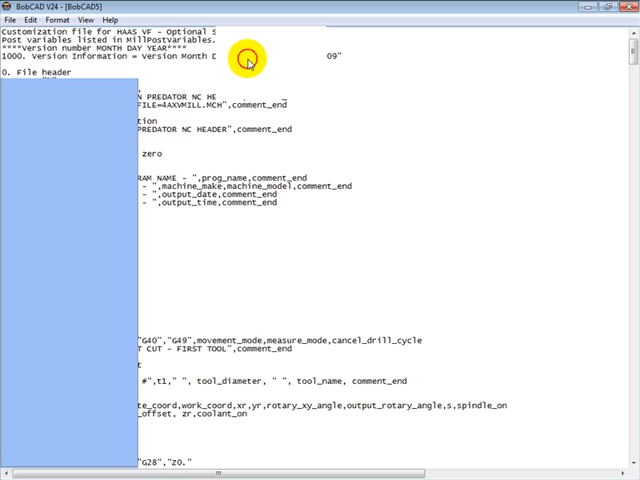 BobCAD V24 - [BobCAD5]
File Edit Format View Help
Customization file for HAAS VF - Optional S
Post variables listed in MillPostVariables.
****Version number MONTH DAY YEAR****
1000. Version Information = Version Month D 09"
0. File header
N PREDATOR NC HE
FILE=4AXVMILL.MCH",comment_end
tion
PREDATOR NC HEADER",comment_end
zero
RAM NAME - ",prog_name,comment_end
- ",machine_make,machine_model,comment_end
- ",output_date,comment_end
- ",output_time,comment_end
"G40","G49",movement_mode,measure_mode,cancel_drill_cycle
T CUT - FIRST TOOL",comment_end
t
#",t1," ", tool_diameter, " ", tool_name, comment_end
te_coord,work_coord,xr,yr,rotary_xy_angle,output_rotary_angle,s,spindle_on
_offset, zr,coolant_on
"G28","Z0."